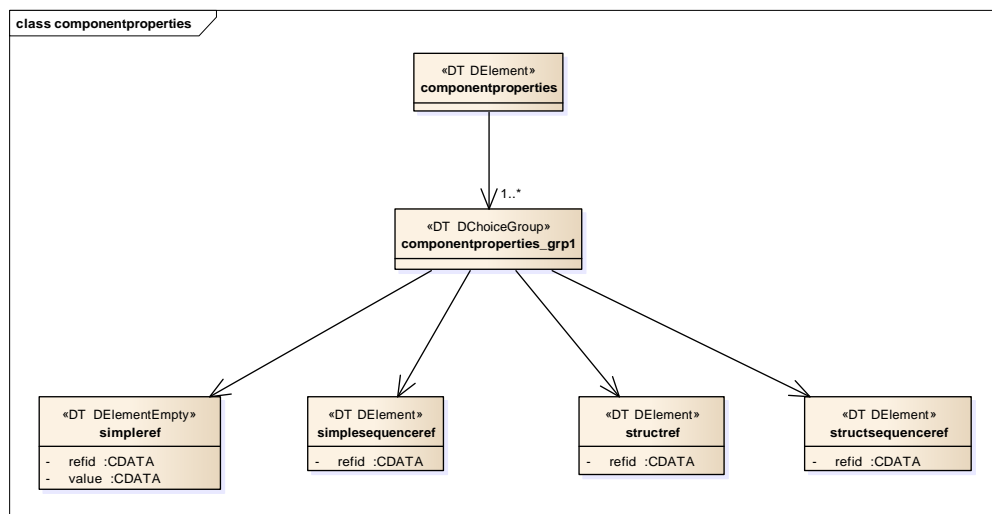 class componentproperties
«DT DElement»
componentproperties
1..*
«DT DChoiceGroup»
componentproperties_grp1
«DT DElementEmpty»
simpleref
- refid :CDATA
- value :CDATA
«DT DElement»
simplesequenceref
- refid :CDATA
«DT DElement»
structref
- refid :CDATA
«DT DElement»
structsequenceref
- refid :CDATA